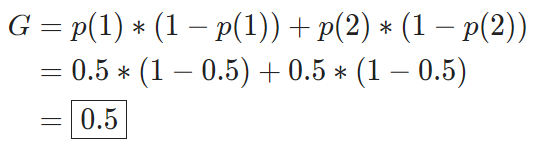 G = p(1) ∗ (1 − p(1)) + p(2) ∗ (1 − p(2))
= 0.5 ∗ (1 − 0.5) + 0.5 ∗ (1 − 0.5)
= 0.5